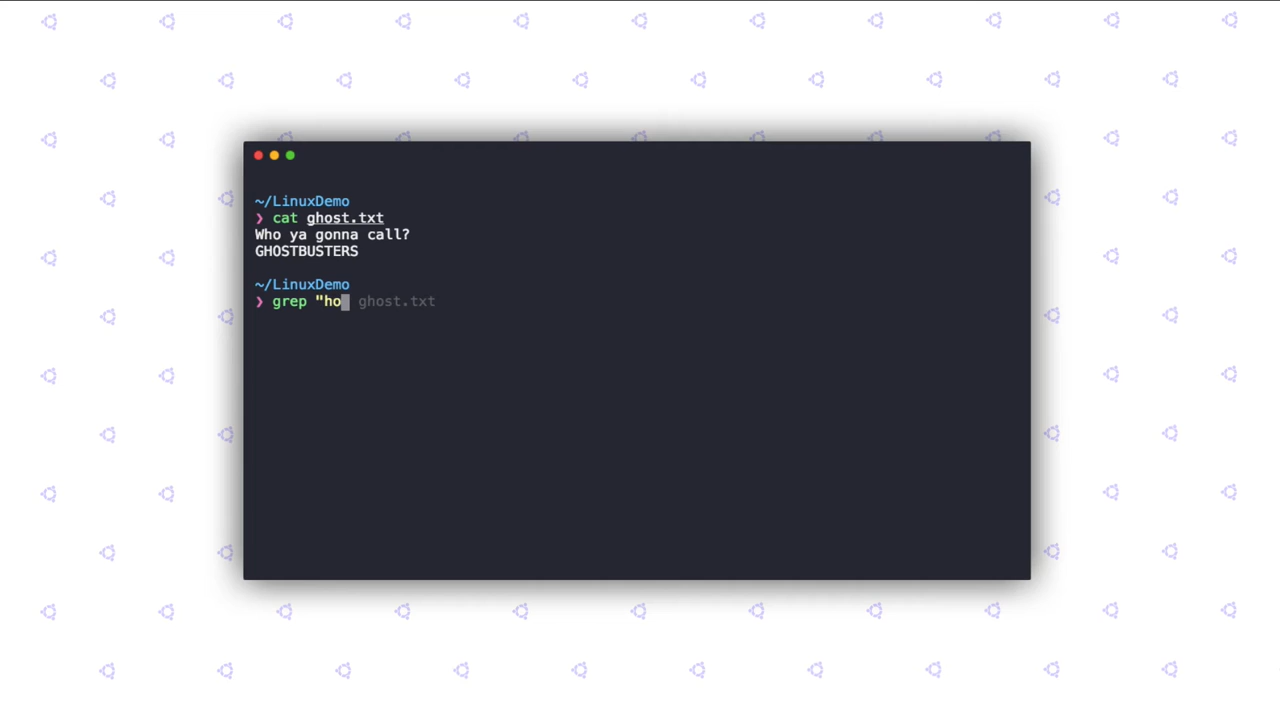 ~/LinuxDemo
❯ cat ghost.txt
Who ya gonna call?
GHOSTBUSTERS
~/LinuxDemo
❯ grep "ho ghost.txt